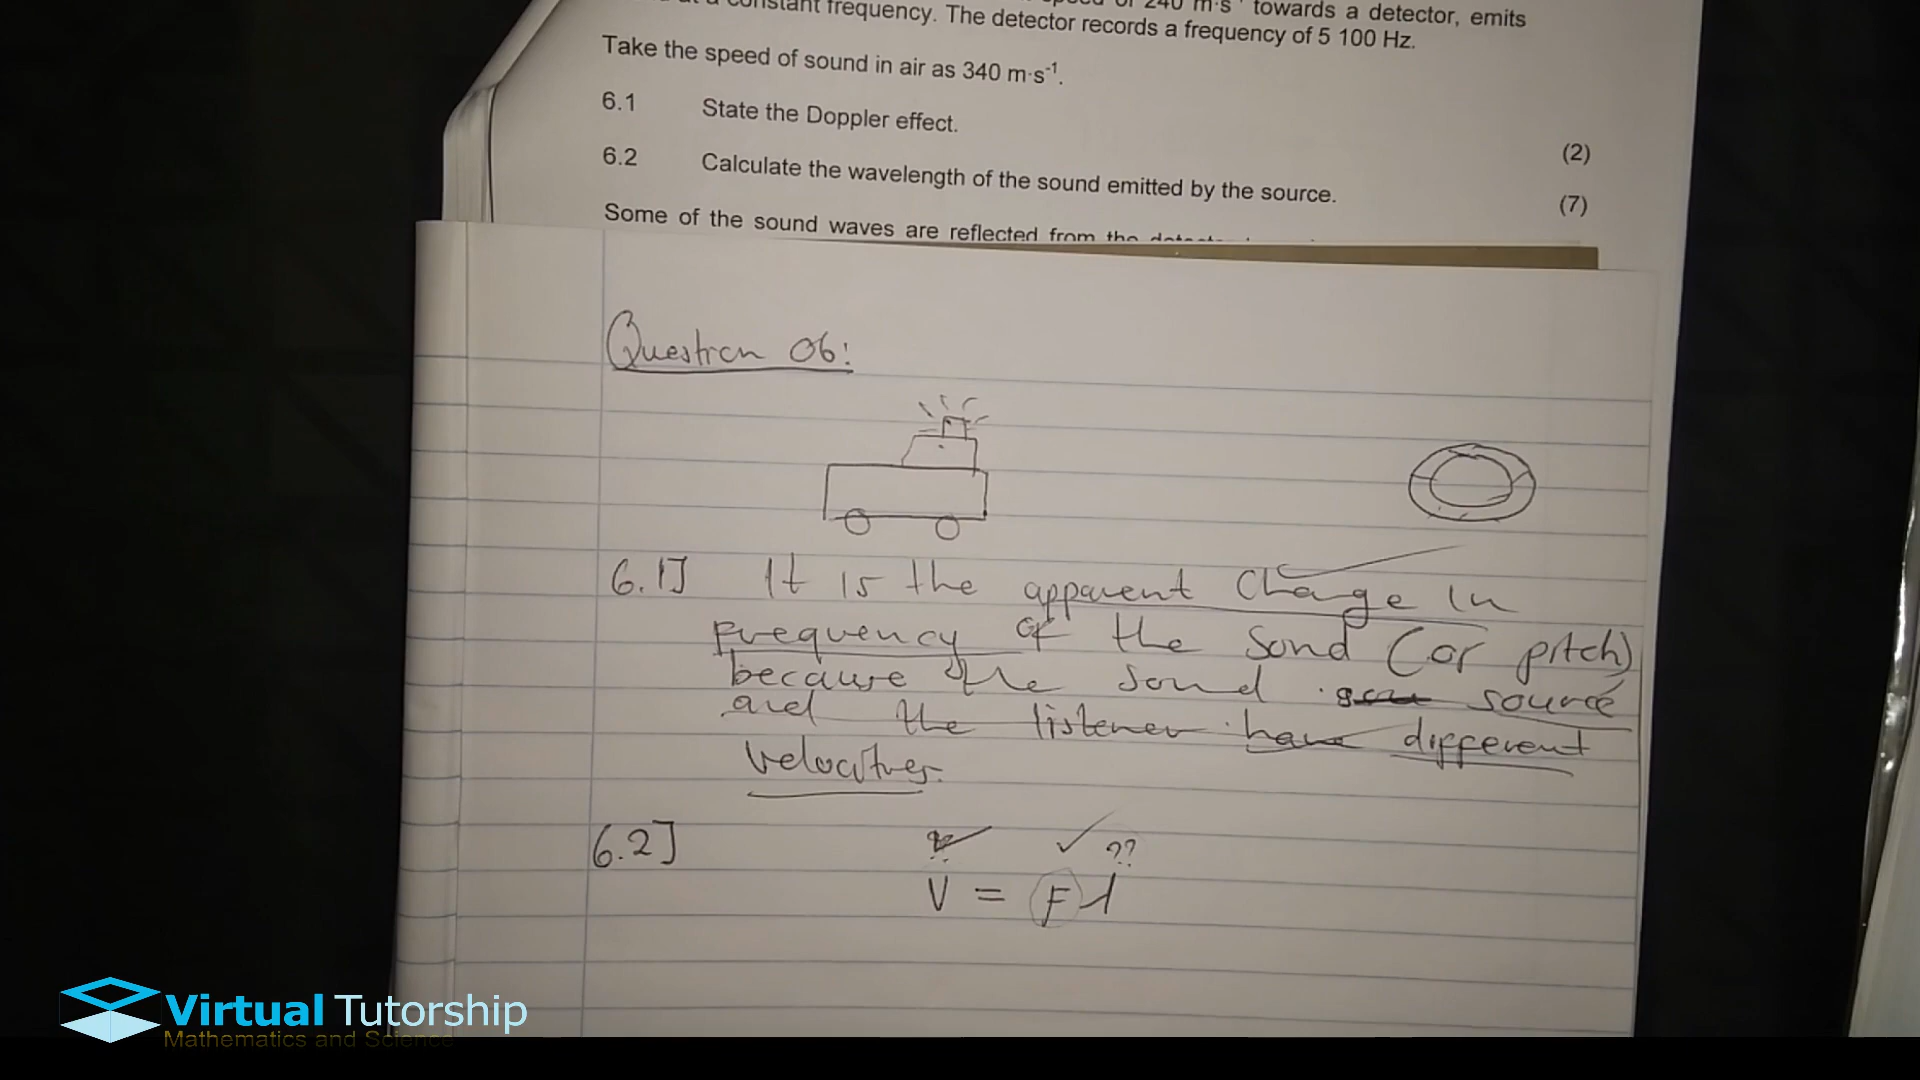 constant frequency. The detector records a frequency of 5 100 Hz.
240 m·s towards a detector, emits
Take the speed of sound in air as 340 m·s-1.
6.1 State the Doppler effect.
(2)
6.2 Calculate the wavelength of the sound emitted by the source.
(7)
Some of the sound waves are reflected from the
Question 06:
6.1] It is the apparent change in
frequency of the sond (or pitch)
because the sond source
and the listener have different
velocities.
6.2]
??
V = Fλ
Virtual Tutorship
Mathematics and Science